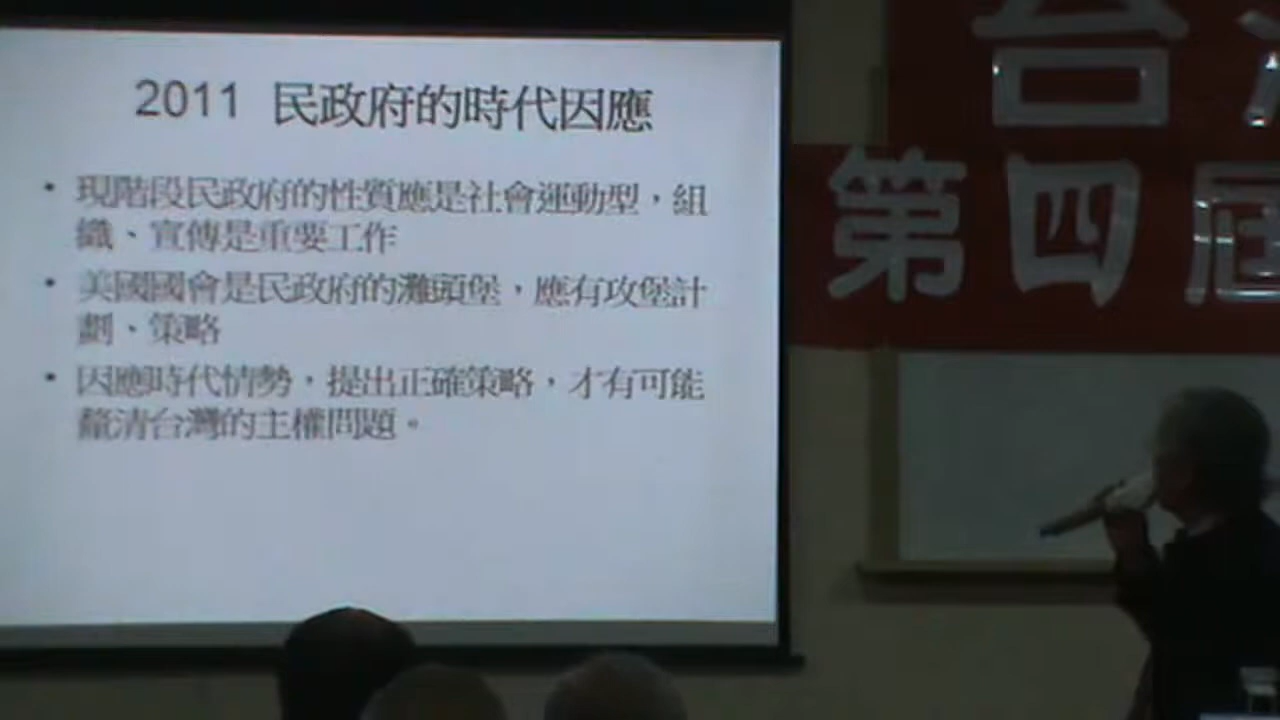 2011 民政府的時代因應
• 現階段民政府的性質應是社會運動型，組
織、宣傳是重要工作
• 美國國會是民政府的灘頭堡，應有攻堡計
劃、策略
• 因應時代情勢，提出正確策略，才有可能
釐清台灣的主權問題。
台
第四屆